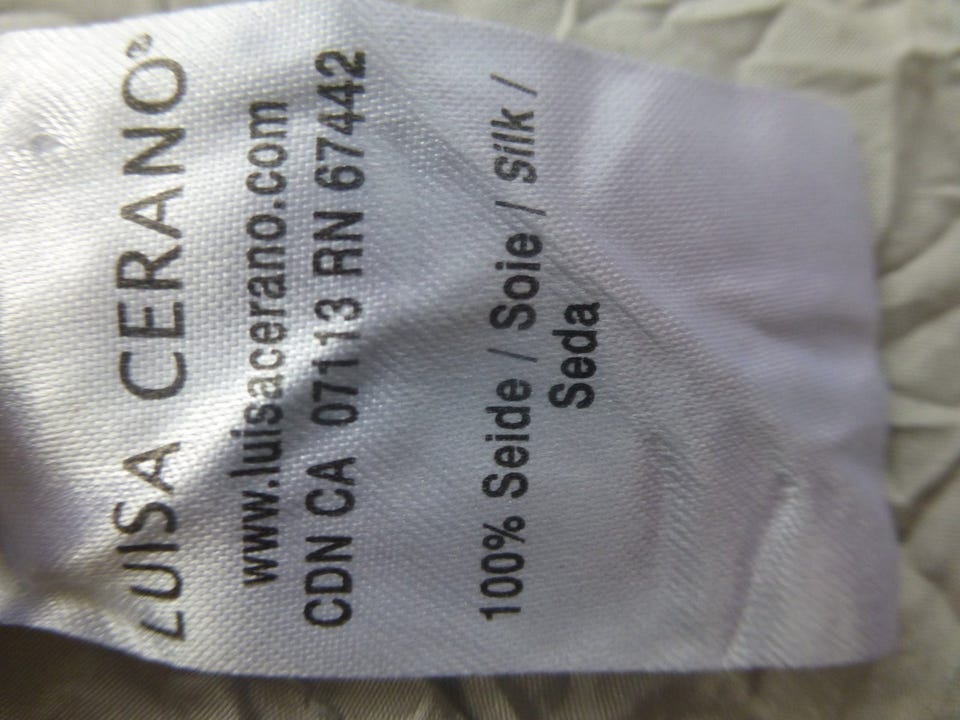 LUISA CERANO®
www.luisacerano.com
CDN CA 07113 RN 67442
100% Seide / Soie / silk /
Seda